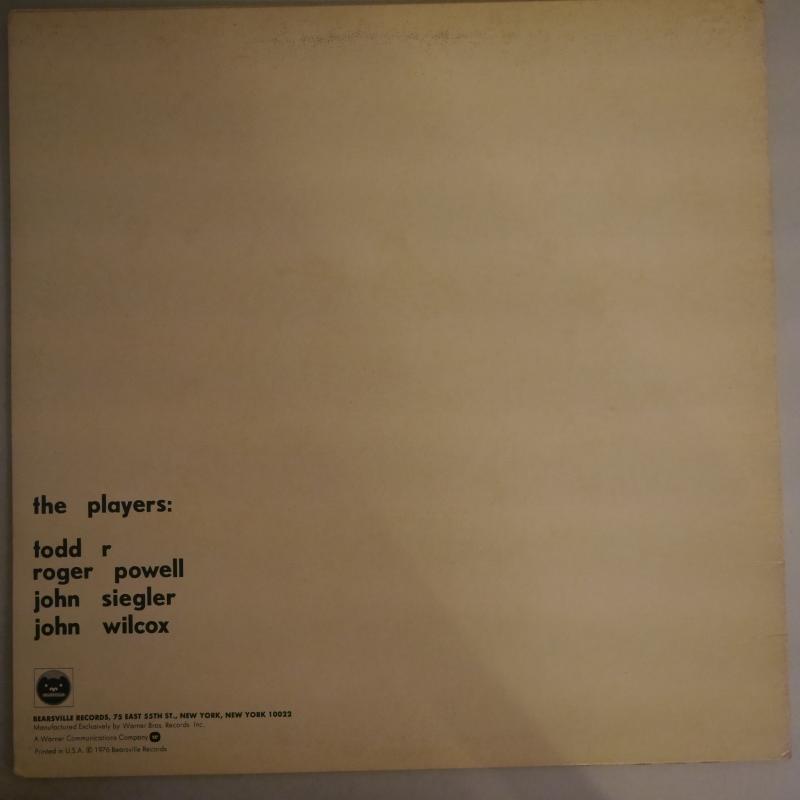 the players:
todd r
roger powell
john siegler
john wilcox
BEARSVILLE RECORDS, 75 EAST 55TH ST., NEW YORK, NEW YORK 10022
Manufactured Exclusively by Warner Bros. Records Inc.
A Warner Communications Company
Printed in U.S.A. © 1976 Bearsville Records